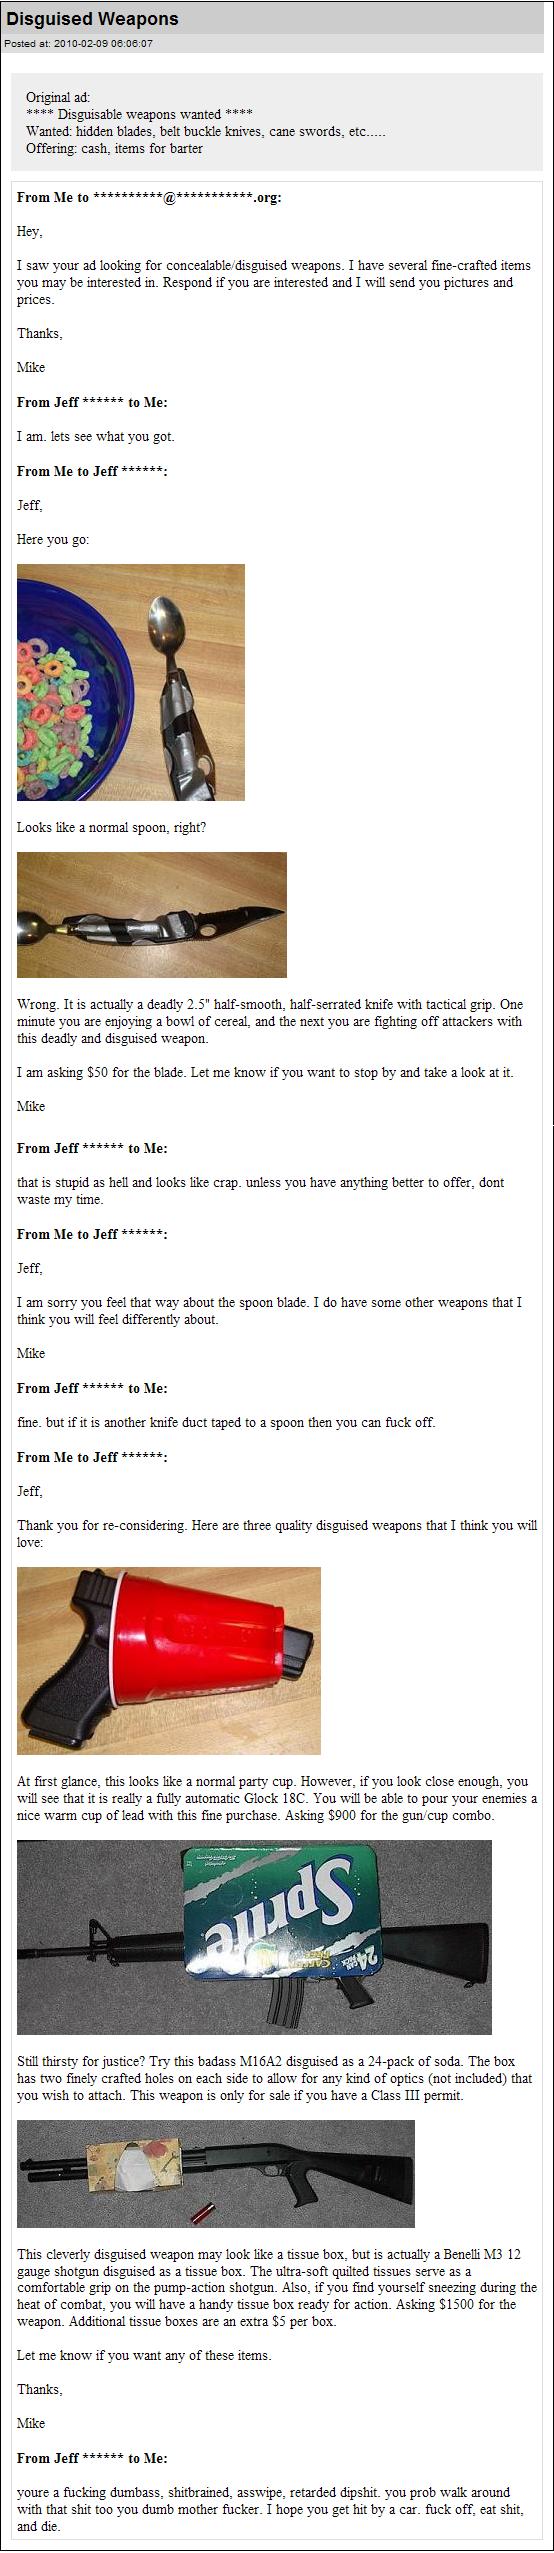 Disguised Weapons
Posted at: 2010-02-09 06:06:07
Original ad:
**** Disguisable weapons wanted ****
Wanted: hidden blades, belt buckle knives, cane swords, etc.....
Offering: cash, items for barter
From Me to **********@***********.org:
Hey,
I saw your ad looking for concealable/disguised weapons. I have several fine-crafted items
you may be interested in. Respond if you are interested and I will send you pictures and
prices.
Thanks,
Mike
From Jeff ****** to Me:
I am. lets see what you got.
From Me to Jeff ******:
Jeff,
Here you go:
Looks like a normal spoon, right?
Wrong. It is actually a deadly 2.5" half-smooth, half-serrated knife with tactical grip. One
minute you are enjoying a bowl of cereal, and the next you are fighting off attackers with
this deadly and disguised weapon.
I am asking $50 for the blade. Let me know if you want to stop by and take a look at it.
Mike
From Jeff ****** to Me:
that is stupid as hell and looks like crap. unless you have anything better to offer, dont
waste my time.
From Me to Jeff ******:
Jeff,
I am sorry you feel that way about the spoon blade. I do have some other weapons that I
think you will feel differently about.
Mike
From Jeff ****** to Me:
fine. but if it is another knife duct taped to a spoon then you can fuck off.
From Me to Jeff ******:
Jeff,
Thank you for re-considering. Here are three quality disguised weapons that I think you will
love:
At first glance, this looks like a normal party cup. However, if you look close enough, you
will see that it is really a fully automatic Glock 18C. You will be able to pour your enemies a
nice warm cup of lead with this fine purchase. Asking $900 for the gun/cup combo.
Sprite
24
Still thirsty for justice? Try this badass M16A2 disguised as a 24-pack of soda. The box
has two finely crafted holes on each side to allow for any kind of optics (not included) that
you wish to attach. This weapon is only for sale if you have a Class III permit.
This cleverly disguised weapon may look like a tissue box, but is actually a Benelli M3 12
gauge shotgun disguised as a tissue box. The ultra-soft quilted tissues serve as a
comfortable grip on the pump-action shotgun. Also, if you find yourself sneezing during the
heat of combat, you will have a handy tissue box ready for action. Asking $1500 for the
weapon. Additional tissue boxes are an extra $5 per box.
Let me know if you want any of these items.
Thanks,
Mike
From Jeff ****** to Me:
youre a fucking dumbass, shitbrained, asswipe, retarded dipshit. you prob walk around
with that shit too you dumb mother fucker. I hope you get hit by a car. fuck off, eat shit,
and die.